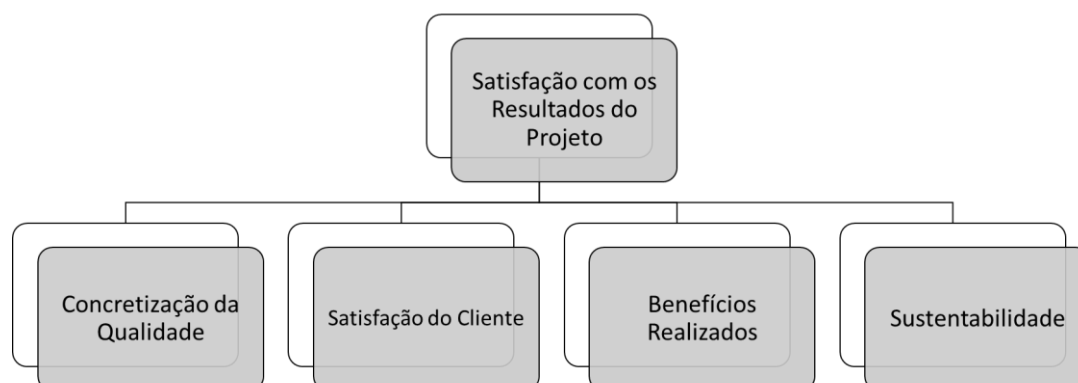 Satisfação com os
Resultados do
Projeto
Concretização da
Qualidade
Satisfação do Cliente
Benefícios
Realizados
Sustentabilidade